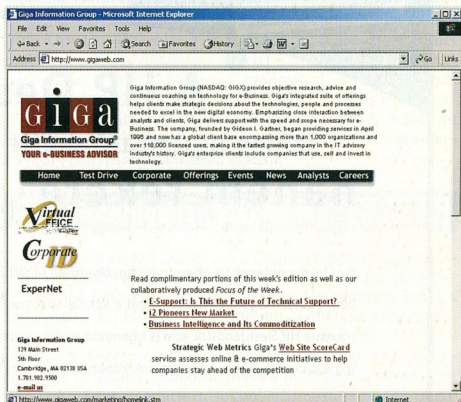 Giga Information Group - Microsoft Internet Explorer
File Edit View Favorites Tools Help
Back Search Favorites History
Address http://www.gigaweb.com Go Links
GiGa
Giga Information Group®
YOUR e-BUSINESS ADVISOR
Giga Information Group (NASDAQ: GIGX) provides objective research, advice and
continuous coaching on technology for e-Business. Giga's integrated suite of offerings
helps clients make strategic decisions about the technologies, people and processes
needed to excel in the new digital economy. Emphasizing close interaction between
analysts and clients, Giga delivers support with the speed and scope necessary for e-
Business. The company, founded by Gideon I. Gartner, began providing services in April
1996 and now has a global client base encompassing more than 1,000 organizations and
over 118,000 licensed users, making it the fastest growing company in the IT advisory
industry's history. Giga's enterprise clients include companies that use, sell and invest in
technology.
Home Test Drive Corporate Offerings Events News Analysts Careers
Virtual
OFFICE
Corporate
ID
ExperNet
Read complimentary portions of this week's edition as well as our
collaboratively produced Focus of the Week.
• E-Support: Is This the Future of Technical Support?
• i2 Pioneers New Market
• Business Intelligence and Its Commoditization
Strategic Web Metrics Giga's Web Site ScoreCard
service assesses online & e-commerce initiatives to help
companies stay ahead of the competition
Giga Information Group
139 Main Street
5th Floor
Cambridge, MA 02138 USA
1.781.982.9500
e-mail us
http://www.gigaweb.com/marketing/homelink.stm Internet